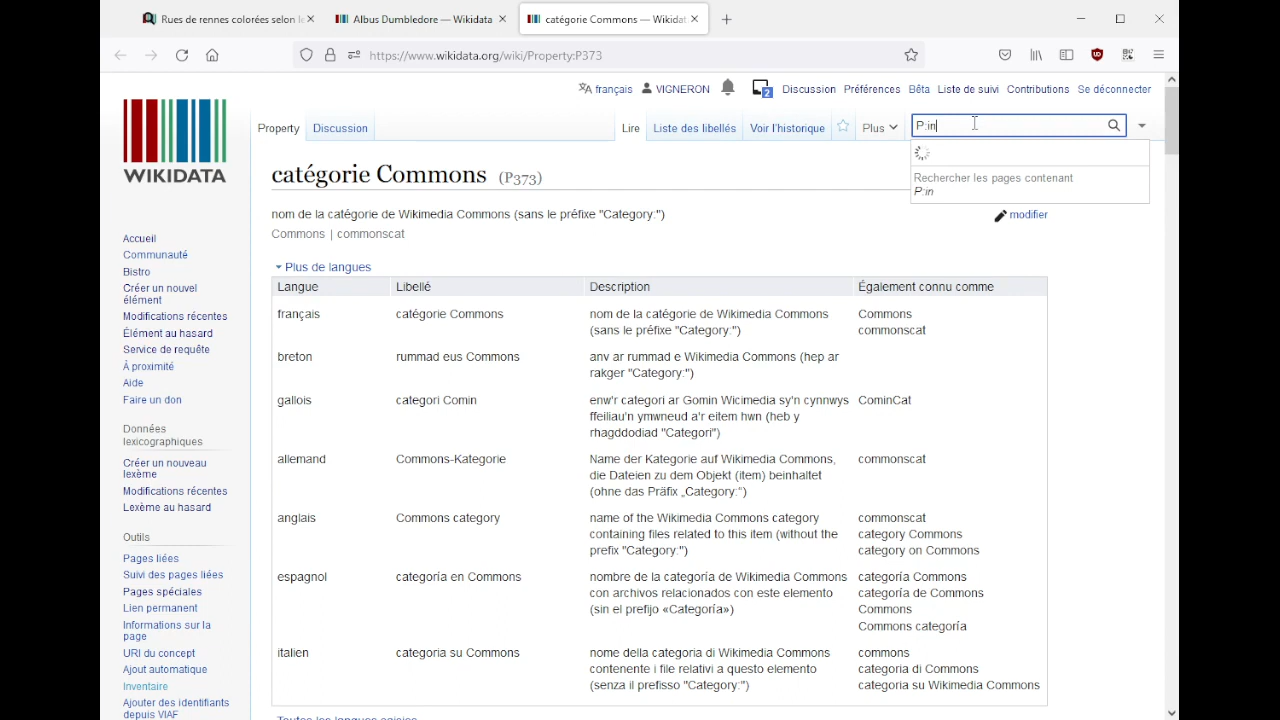 Rues de rennes colorées selon le
Albus Dumbledore — Wikidata
catégorie Commons — Wikidat
https://www.wikidata.org/wiki/Property:P373
français VIGNERON 2 Discussion Préférences Bêta Liste de suivi Contributions Se déconnecter
Property Discussion Lire Liste des libellés Voir l'historique Plus P:in
Rechercher les pages contenant
P:in
WIKIDATA
catégorie Commons (P373)
nom de la catégorie de Wikimedia Commons (sans le préfixe "Category:")
modifier
Commons | commonscat
Accueil
Communauté
Bistro
Créer un nouvel
élément
Modifications récentes
Élément au hasard
Service de requête
À proximité
Aide
Faire un don
Données
lexicographiques
Créer un nouveau
lexème
Modifications récentes
Lexème au hasard
Outils
Pages liées
Suivi des pages liées
Pages spéciales
Lien permanent
Informations sur la
page
URI du concept
Ajout automatique
Inventaire
Ajouter des identifiants
depuis VIAF
Plus de langues
Langue Libellé Description Également connu comme
français catégorie Commons nom de la catégorie de Wikimedia Commons Commons
(sans le préfixe "Category:") commonscat
breton rummad eus Commons anv ar rummad e Wikimedia Commons (hep ar
rakger "Category:")
gallois categori Comin enw'r categori ar Gomin Wicimedia sy'n cynnwys CominCat
ffeiliau'n ymwneud a'r eitem hwn (heb y
rhagddodiad "Categori")
allemand Commons-Kategorie Name der Kategorie auf Wikimedia Commons, commonscat
die Dateien zu dem Objekt (item) beinhaltet
(ohne das Präfix „Category:“)
anglais Commons category name of the Wikimedia Commons category commonscat
containing files related to this item (without the category Commons
prefix "Category:") category on Commons
espagnol categoría en Commons nombre de la categoría de Wikimedia Commons categoría Commons
con archivos relacionados con este elemento categoría de Commons
(sin el prefijo «Categoría») Commons
Commons categoría
italien categoria su Commons nome della categoria di Wikimedia Commons commons
contenente i file relativi a questo elemento categoria di Commons
(senza il prefisso "Category:") categoria su Wikimedia Commons
Toutes les langues saisies